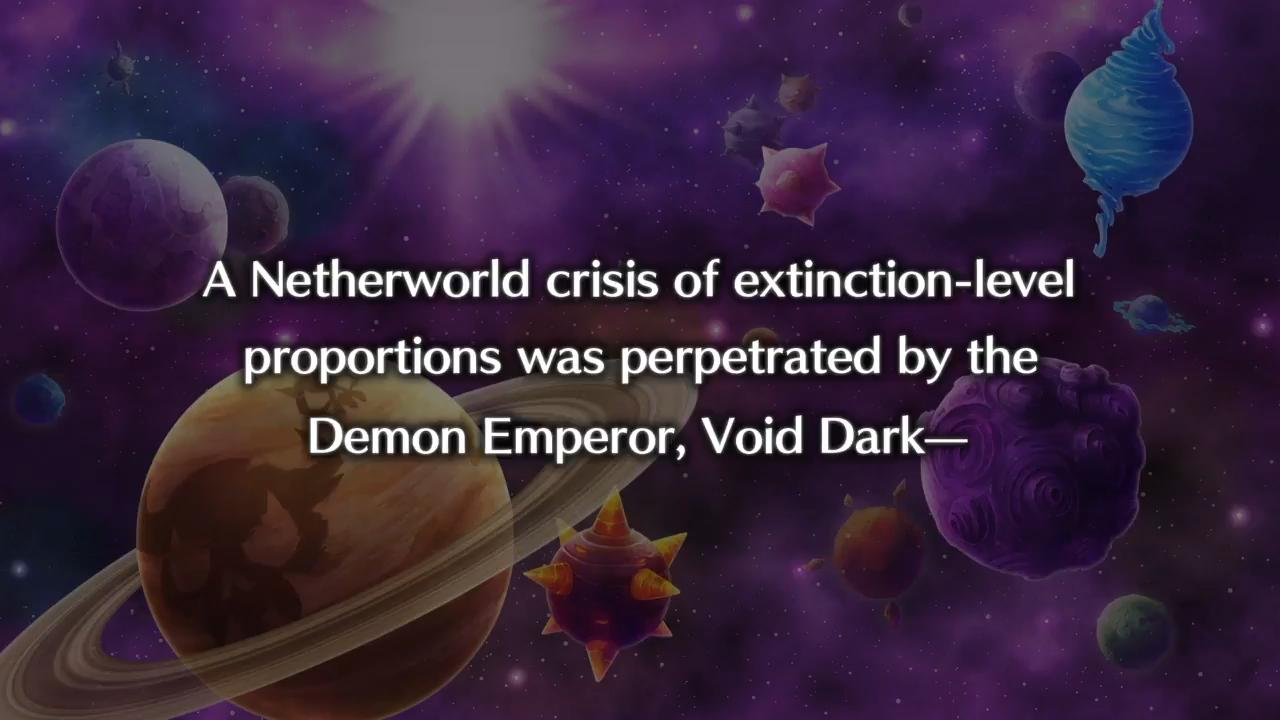 A Netherworld crisis of extinction-level
proportions was perpetrated by the
Demon Emperor, Void Dark—